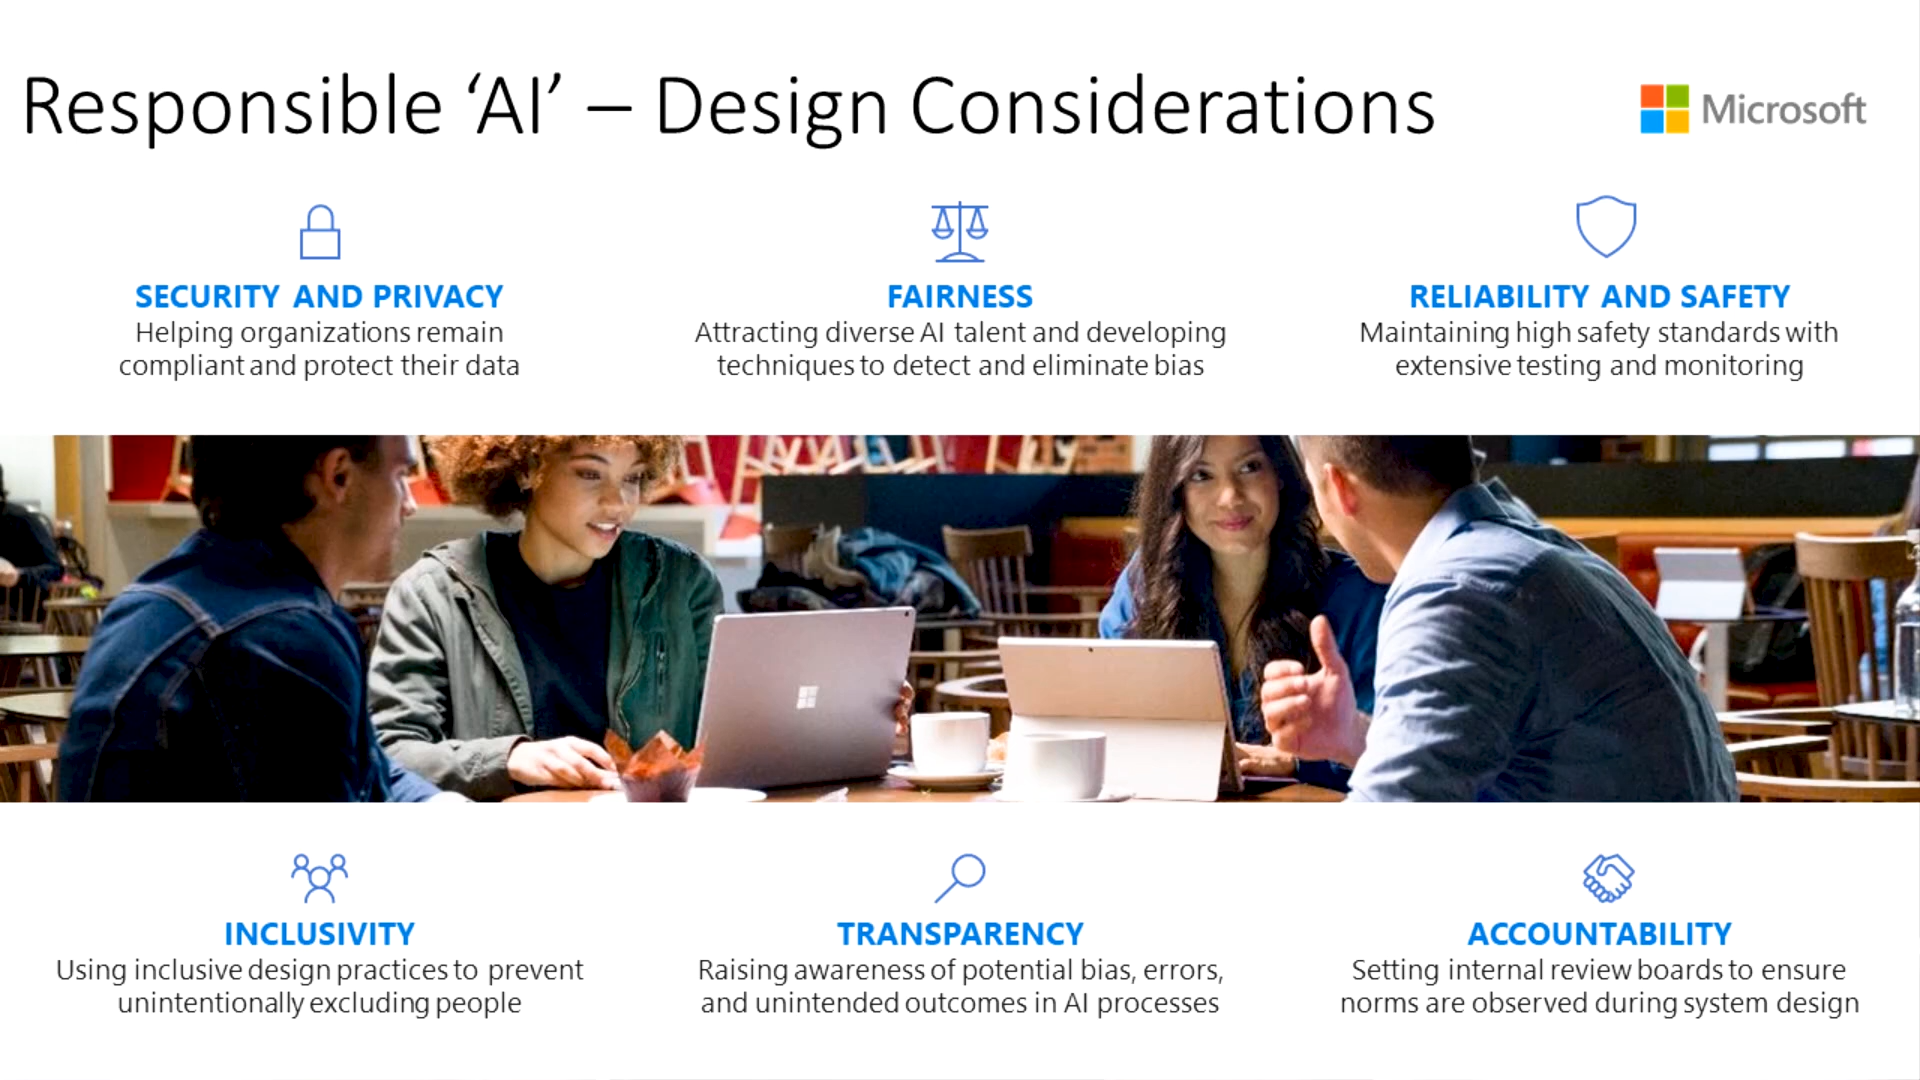 Responsible ‘AI’ – Design Considerations
Microsoft
SECURITY AND PRIVACY
Helping organizations remain
compliant and protect their data
FAIRNESS
Attracting diverse AI talent and developing
techniques to detect and eliminate bias
RELIABILITY AND SAFETY
Maintaining high safety standards with
extensive testing and monitoring
INCLUSIVITY
Using inclusive design practices to prevent
unintentionally excluding people
TRANSPARENCY
Raising awareness of potential bias, errors,
and unintended outcomes in AI processes
ACCOUNTABILITY
Setting internal review boards to ensure
norms are observed during system design